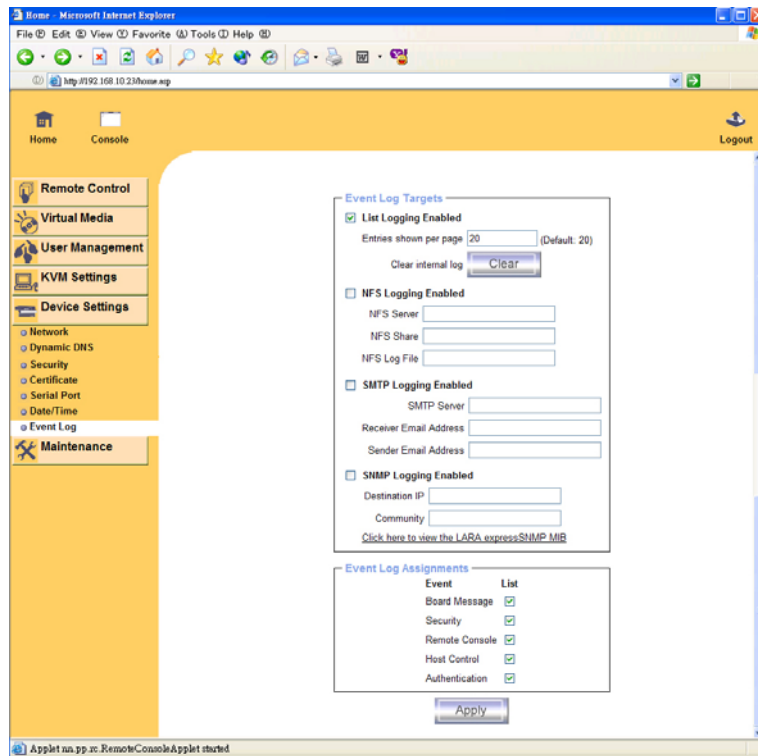 Home - Microsoft Internet Explorer
File (F) Edit (E) View (V) Favorite (A) Tools (T) Help (H)
(D) http://192.168.10.23/home.asp
Home
Console
Logout
Remote Control
Virtual Media
User Management
KVM Settings
Device Settings
Network
Dynamic DNS
Security
Certificate
Serial Port
Date/Time
Event Log
Maintenance
Event Log Targets
List Logging Enabled
Entries shown per page 20 (Default: 20)
Clear internal log Clear
NFS Logging Enabled
NFS Server
NFS Share
NFS Log File
SMTP Logging Enabled
SMTP Server
Receiver Email Address
Sender Email Address
SNMP Logging Enabled
Destination IP
Community
Click here to view the LARA expressSNMP MIB
Event Log Assignments
Event List
Board Message
Security
Remote Console
Host Control
Authentication
Apply
Applet nn.pp.rc.RemoteConsoleApplet started